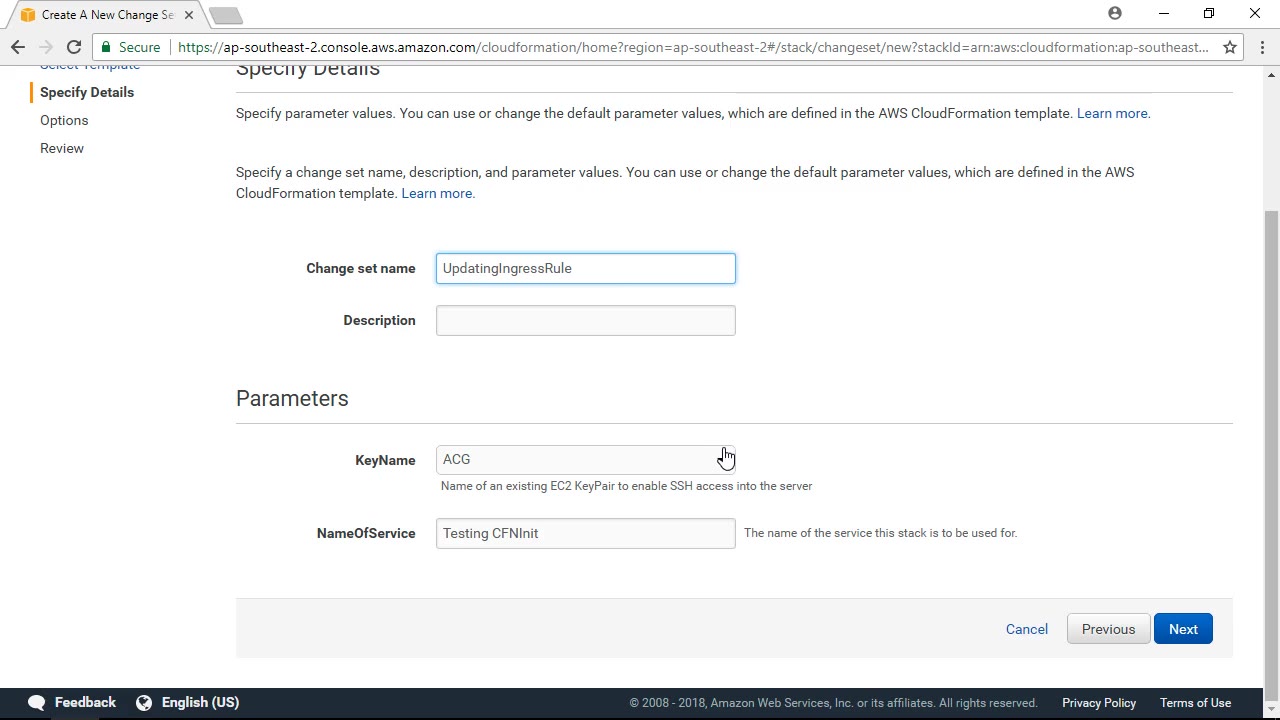 Create A New Change Se
Secure
https://ap-southeast-2.console.aws.amazon.com/cloudformation/home?region=ap-southeast-2#/stack/changeset/new?stackId=arn:aws:cloudformation:ap-southeast...
Select Template
Specify Details
Specify Details
Options
Review
Specify parameter values. You can use or change the default parameter values, which are defined in the AWS CloudFormation template. Learn more.
Specify a change set name, description, and parameter values. You can use or change the default parameter values, which are defined in the AWS
CloudFormation template. Learn more.
Change set name
UpdatingIngressRule
Description
Parameters
KeyName
ACG
Name of an existing EC2 KeyPair to enable SSH access into the server
NameOfService
Testing CFNInit
The name of the service this stack is to be used for.
Cancel
Previous
Next
Feedback
English (US)
© 2008 - 2018, Amazon Web Services, Inc. or its affiliates. All rights reserved.
Privacy Policy
Terms of Use